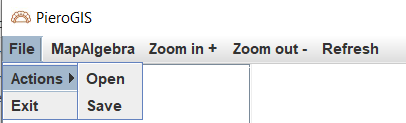 PieroGIS
File MapAlgebra Zoom in + Zoom out - Refresh
Actions Open
Exit Save